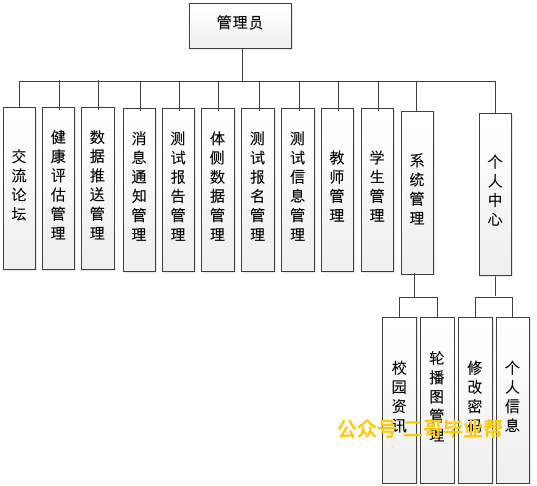 管理员
交流论坛
健康评估管理
数据推送管理
消息通知管理
测试报告管理
体侧数据管理
测试报名管理
测试信息管理
教师管理
学生管理
系统管理
个人中心
校园资讯
轮播图管理
修改密码
个人信息
公众号 二哥毕业帮